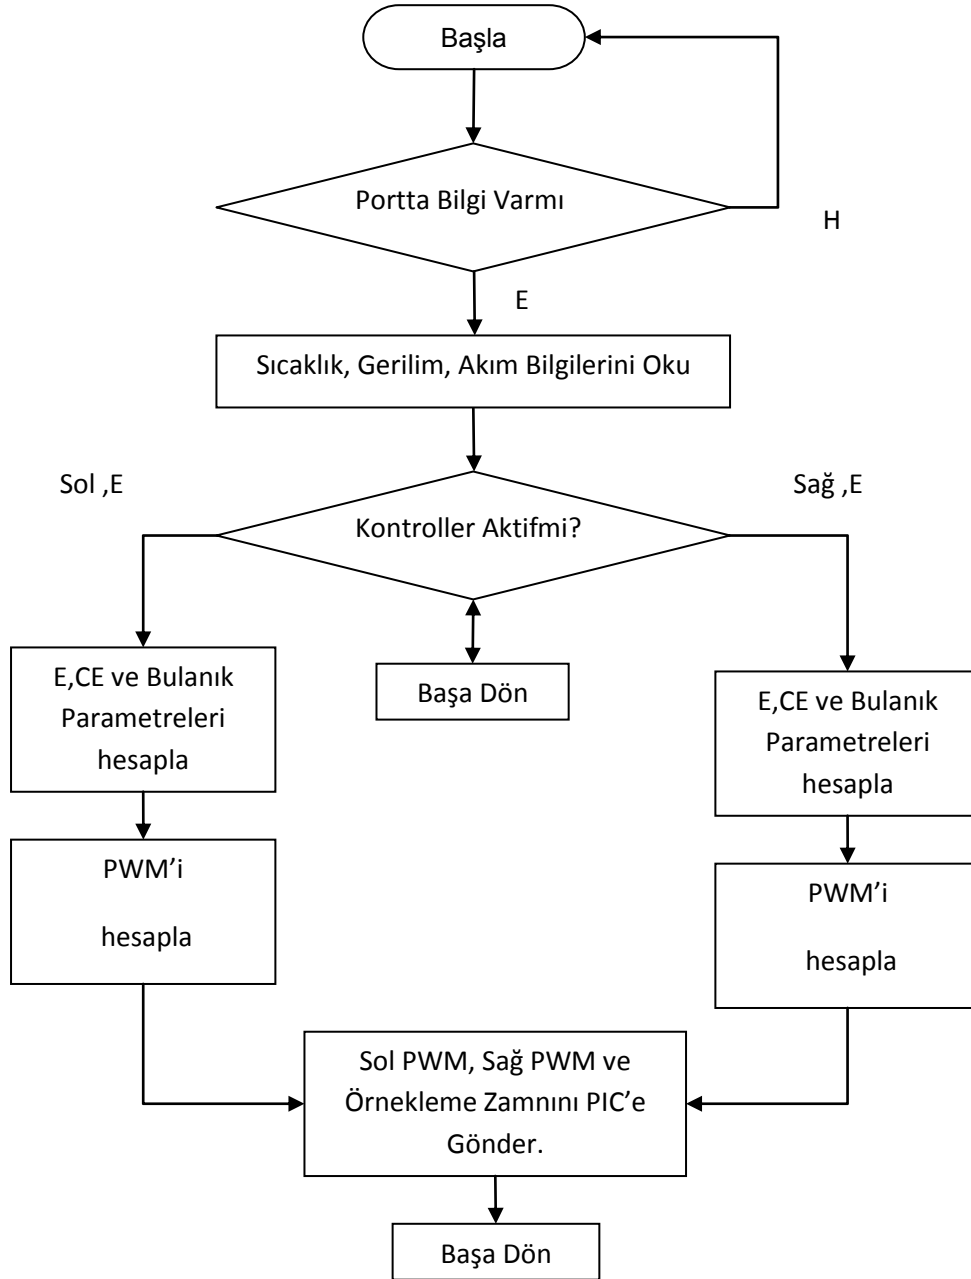 Başla
Portta Bilgi Varmı
H
E
Sıcaklık, Gerilim, Akım Bilgilerini Oku
Sol ,E
Sağ ,E
Kontroller Aktifmi?
E,CE ve Bulanık
Parametreleri
hesapla
Başa Dön
E,CE ve Bulanık
Parametreleri
hesapla
PWM’i
hesapla
PWM’i
hesapla
Sol PWM, Sağ PWM ve
Örnekleme Zamnını PIC’e
Gönder.
Başa Dön